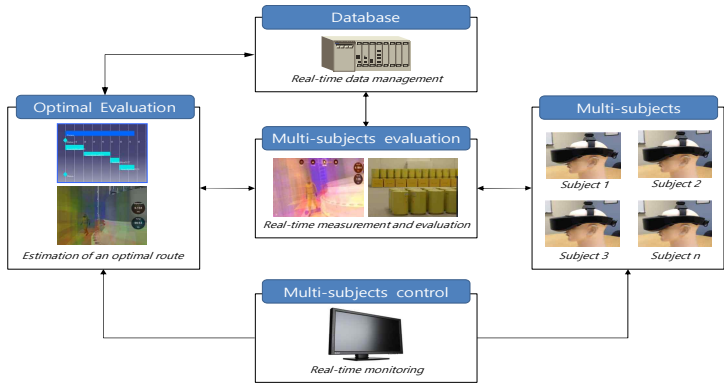 Database
Real-time data management
Optimal Evaluation
Estimation of an optimal route
Multi-subjects evaluation
Real-time measurement and evaluation
Multi-subjects
Subject 1
Subject 2
Subject 3
Subject n
Multi-subjects control
Real-time monitoring